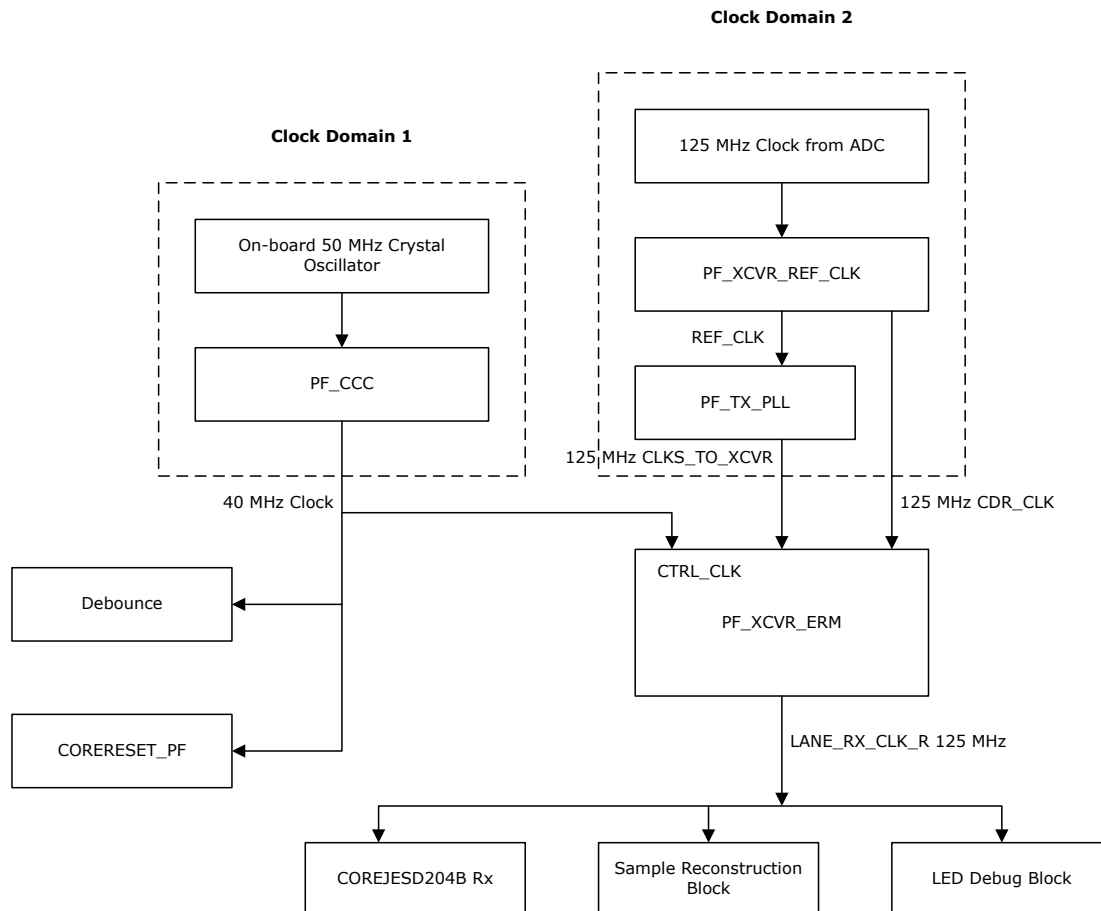 Clock Domain 2
Clock Domain 1
125 MHz Clock from ADC
On-board 50 MHz Crystal
Oscillator
PF_XCVR_REF_CLK
REF_CLK
PF_CCC
PF_TX_PLL
125 MHz CLKS_TO_XCVR
40 MHz Clock
125 MHz CDR_CLK
CTRL_CLK
Debounce
PF_XCVR_ERM
CORERESET_PF
LANE_RX_CLK_R 125 MHz
COREJESD204B Rx
Sample Reconstruction
Block
LED Debug Block